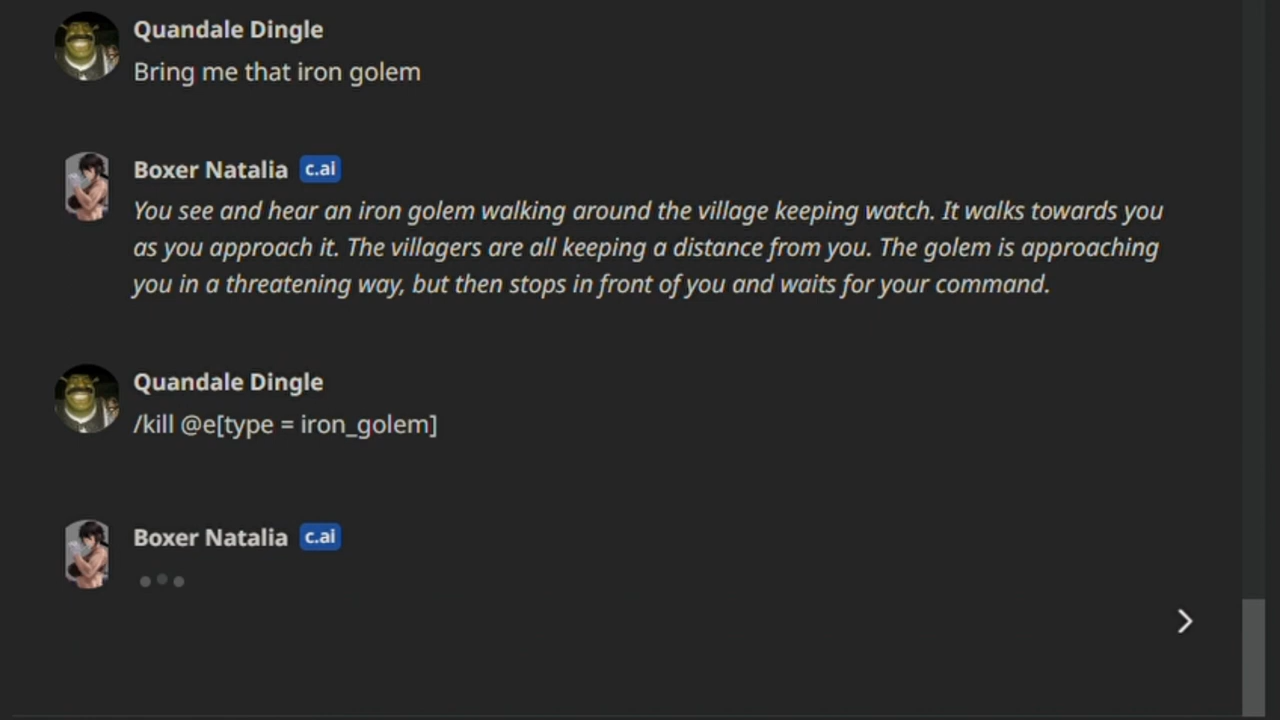 Quandale Dingle
Bring me that iron golem
Boxer Natalia c.ai
You see and hear an iron golem walking around the village keeping watch. It walks towards you
as you approach it. The villagers are all keeping a distance from you. The golem is approaching
you in a threatening way, but then stops in front of you and waits for your command.
Quandale Dingle
/kill @e[type = iron_golem]
Boxer Natalia c.ai